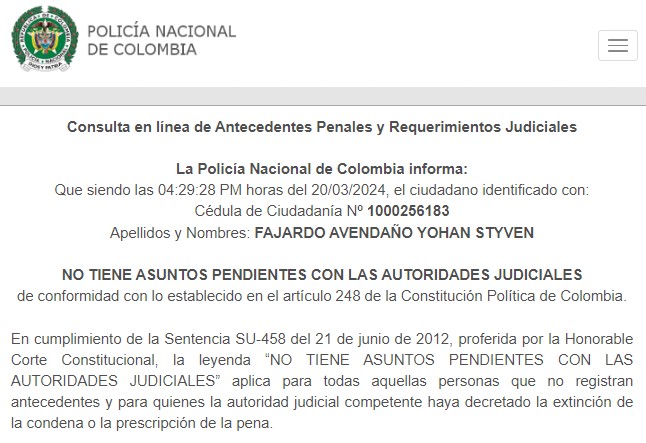 POLICÍA NACIONAL
DE COLOMBIA
Consulta en línea de Antecedentes Penales y Requerimientos Judiciales
La Policía Nacional de Colombia informa:
Que siendo las 04:29:28 PM horas del 20/03/2024, el ciudadano identificado con:
Cédula de Ciudadanía Nº 1000256183
Apellidos y Nombres: FAJARDO AVENDAÑO YOHAN STYVEN
NO TIENE ASUNTOS PENDIENTES CON LAS AUTORIDADES JUDICIALES
de conformidad con lo establecido en el artículo 248 de la Constitución Política de Colombia.
En cumplimiento de la Sentencia SU-458 del 21 de junio de 2012, proferida por la Honorable
Corte Constitucional, la leyenda “NO TIENE ASUNTOS PENDIENTES CON LAS
AUTORIDADES JUDICIALES” aplica para todas aquellas personas que no registran
antecedentes y para quienes la autoridad judicial competente haya decretado la extinción de
la condena o la prescripción de la pena.